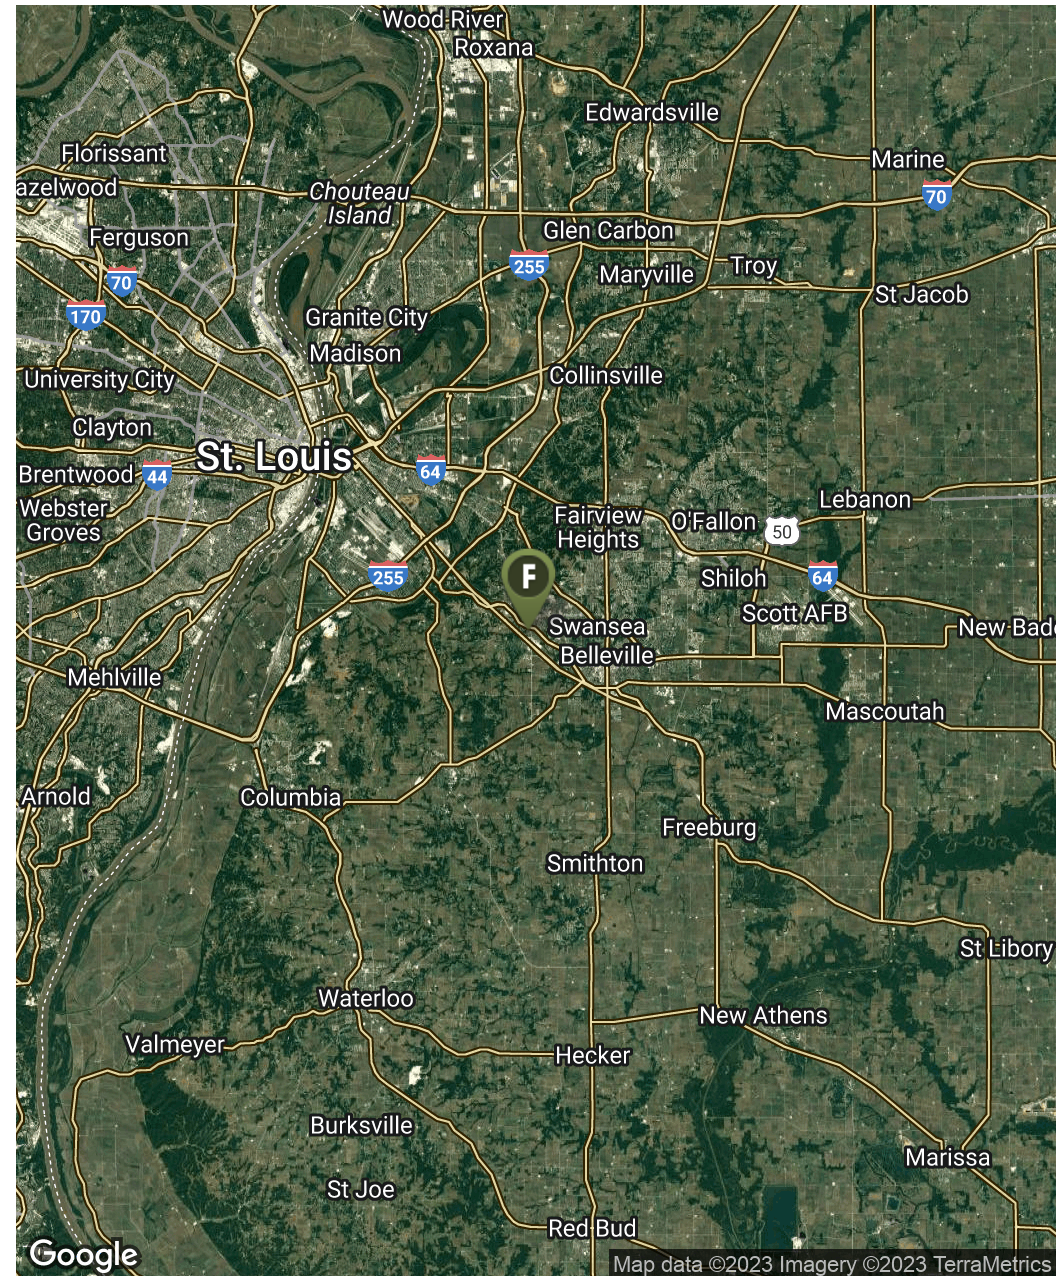 Wood River
Roxana
Edwardsville
Florissant
Marine
azelwood
Chouteau
Island
70
Ferguson
Glen Carbon
255
Troy
Maryville
70
St Jacob
170
Granite City
Madison
Collinsville
University City
Clayton
St. Louis
64
Brentwood
44
Lebanon
Webster
Groves
Fairview
Heights
O'Fallon
50
255
F
Shiloh
64
Scott AFB
Swansea
New Bade
Belleville
Mehlville
Mascoutah
Arnold
Columbia
Freeburg
Smithton
St Libory
Waterloo
New Athens
Valmeyer
Hecker
Burksville
Marissa
St Joe
Red Bud
Google
Map data ©2023 Imagery ©2023 TerraMetrics